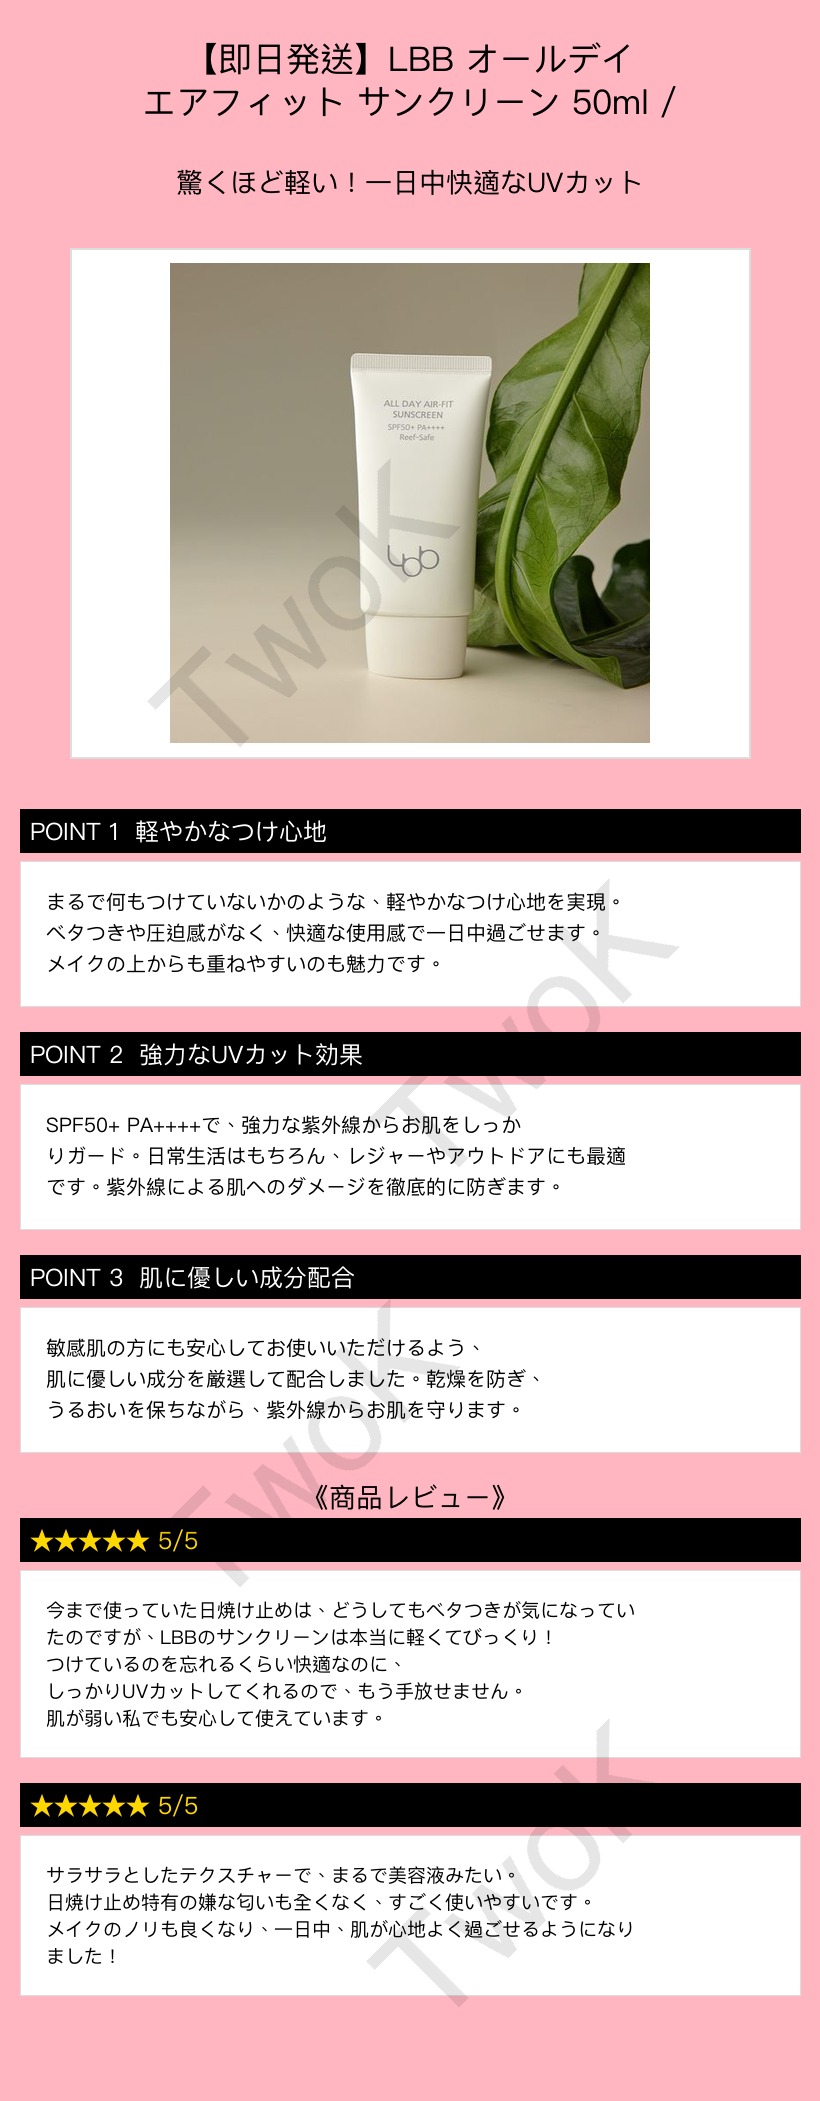 【即日発送】LBB オールデイ
エアフィット サンクリーン 50ml /
驚くほど軽い！一日中快適なUVカット
ALL DAY AIR-FIT
SUNSCREEN
SPF50+ PA++++
Reef-Safe
lbb
TwoK
POINT 1 軽やかなつけ心地
まるで何もつけていないかのような、軽やかなつけ心地を実現。
ベタつきや圧迫感がなく、快適な使用感で一日中過ごせます。
メイクの上からも重ねやすいのも魅力です。
TwoK
POINT 2 強力なUVカット効果
SPF50+ PA++++で、強力な紫外線からお肌をしっか
りガード。日常生活はもちろん、レジャーやアウトドアにも最適
です。紫外線による肌へのダメージを徹底的に防ぎます。
POINT 3 肌に優しい成分配合
敏感肌の方にも安心してお使いいただけるよう、
肌に優しい成分を厳選して配合しました。乾燥を防ぎ、
うるおいを保ちながら、紫外線からお肌を守ります。
TwoK
《商品レビュー》
★★★★★ 5/5
今まで使っていた日焼け止めは、どうしてもベタつきが気になってい
たのですが、LBBのサンクリーンは本当に軽くてびっくり！
つけているのを忘れるくらい快適なのに、
しっかりUVカットしてくれるので、もう手放せません。
肌が弱い私でも安心して使えています。
★★★★★ 5/5
サラサラとしたテクスチャーで、まるで美容液みたい。
日焼け止め特有の嫌な匂いも全くなく、すごく使いやすいです。
メイクのノリも良くなり、一日中、肌が心地よく過ごせるようになり
ました！
TwoK